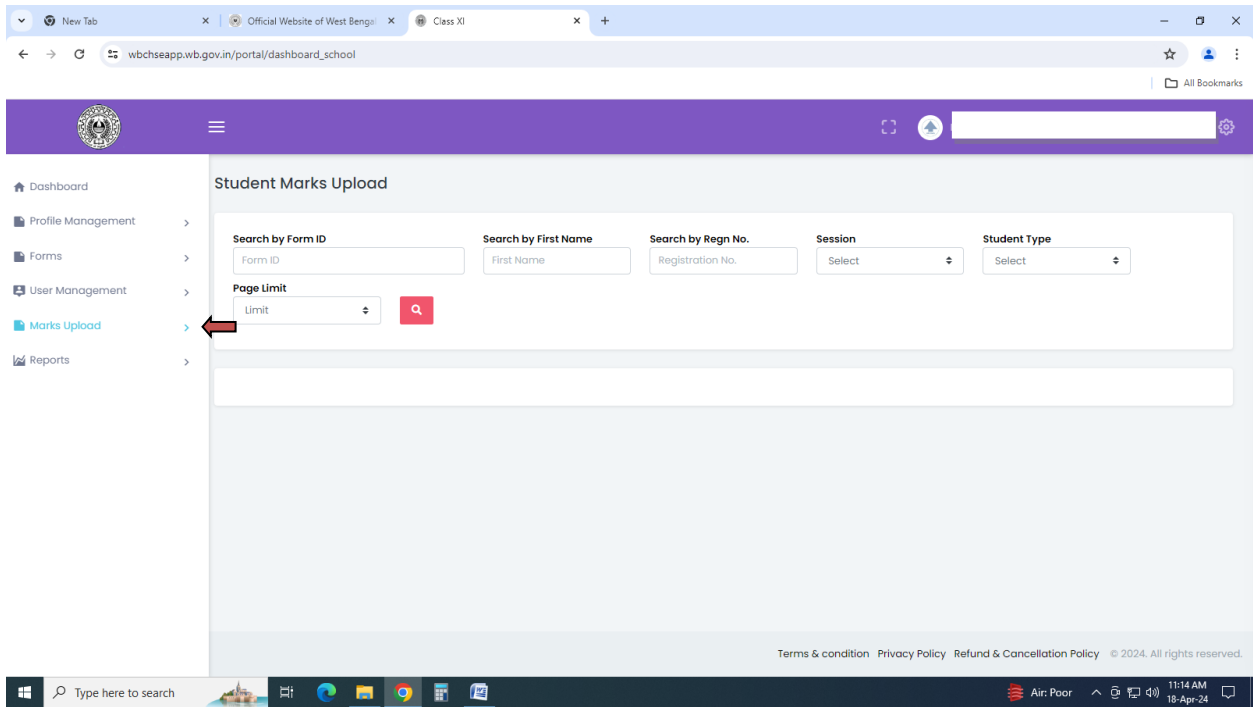 New Tab
Official Website of West Benga
Class XI
wbchseapp.wb.gov.in/portal/dashboard_school
All Bookmarks
Dashboard
Profile Management
Forms
User Management
Marks Upload
Reports
Student Marks Upload
Search by Form ID Search by First Name Search by Regn No. Session Student Type
Form ID First Name Registration No. Select Select
Page Limit
Limit
Terms & condition Privacy Policy Refund & Cancellation Policy © 2024. All rights reserved.
Type here to search
Air: Poor
11:14 AM
18-Apr-24